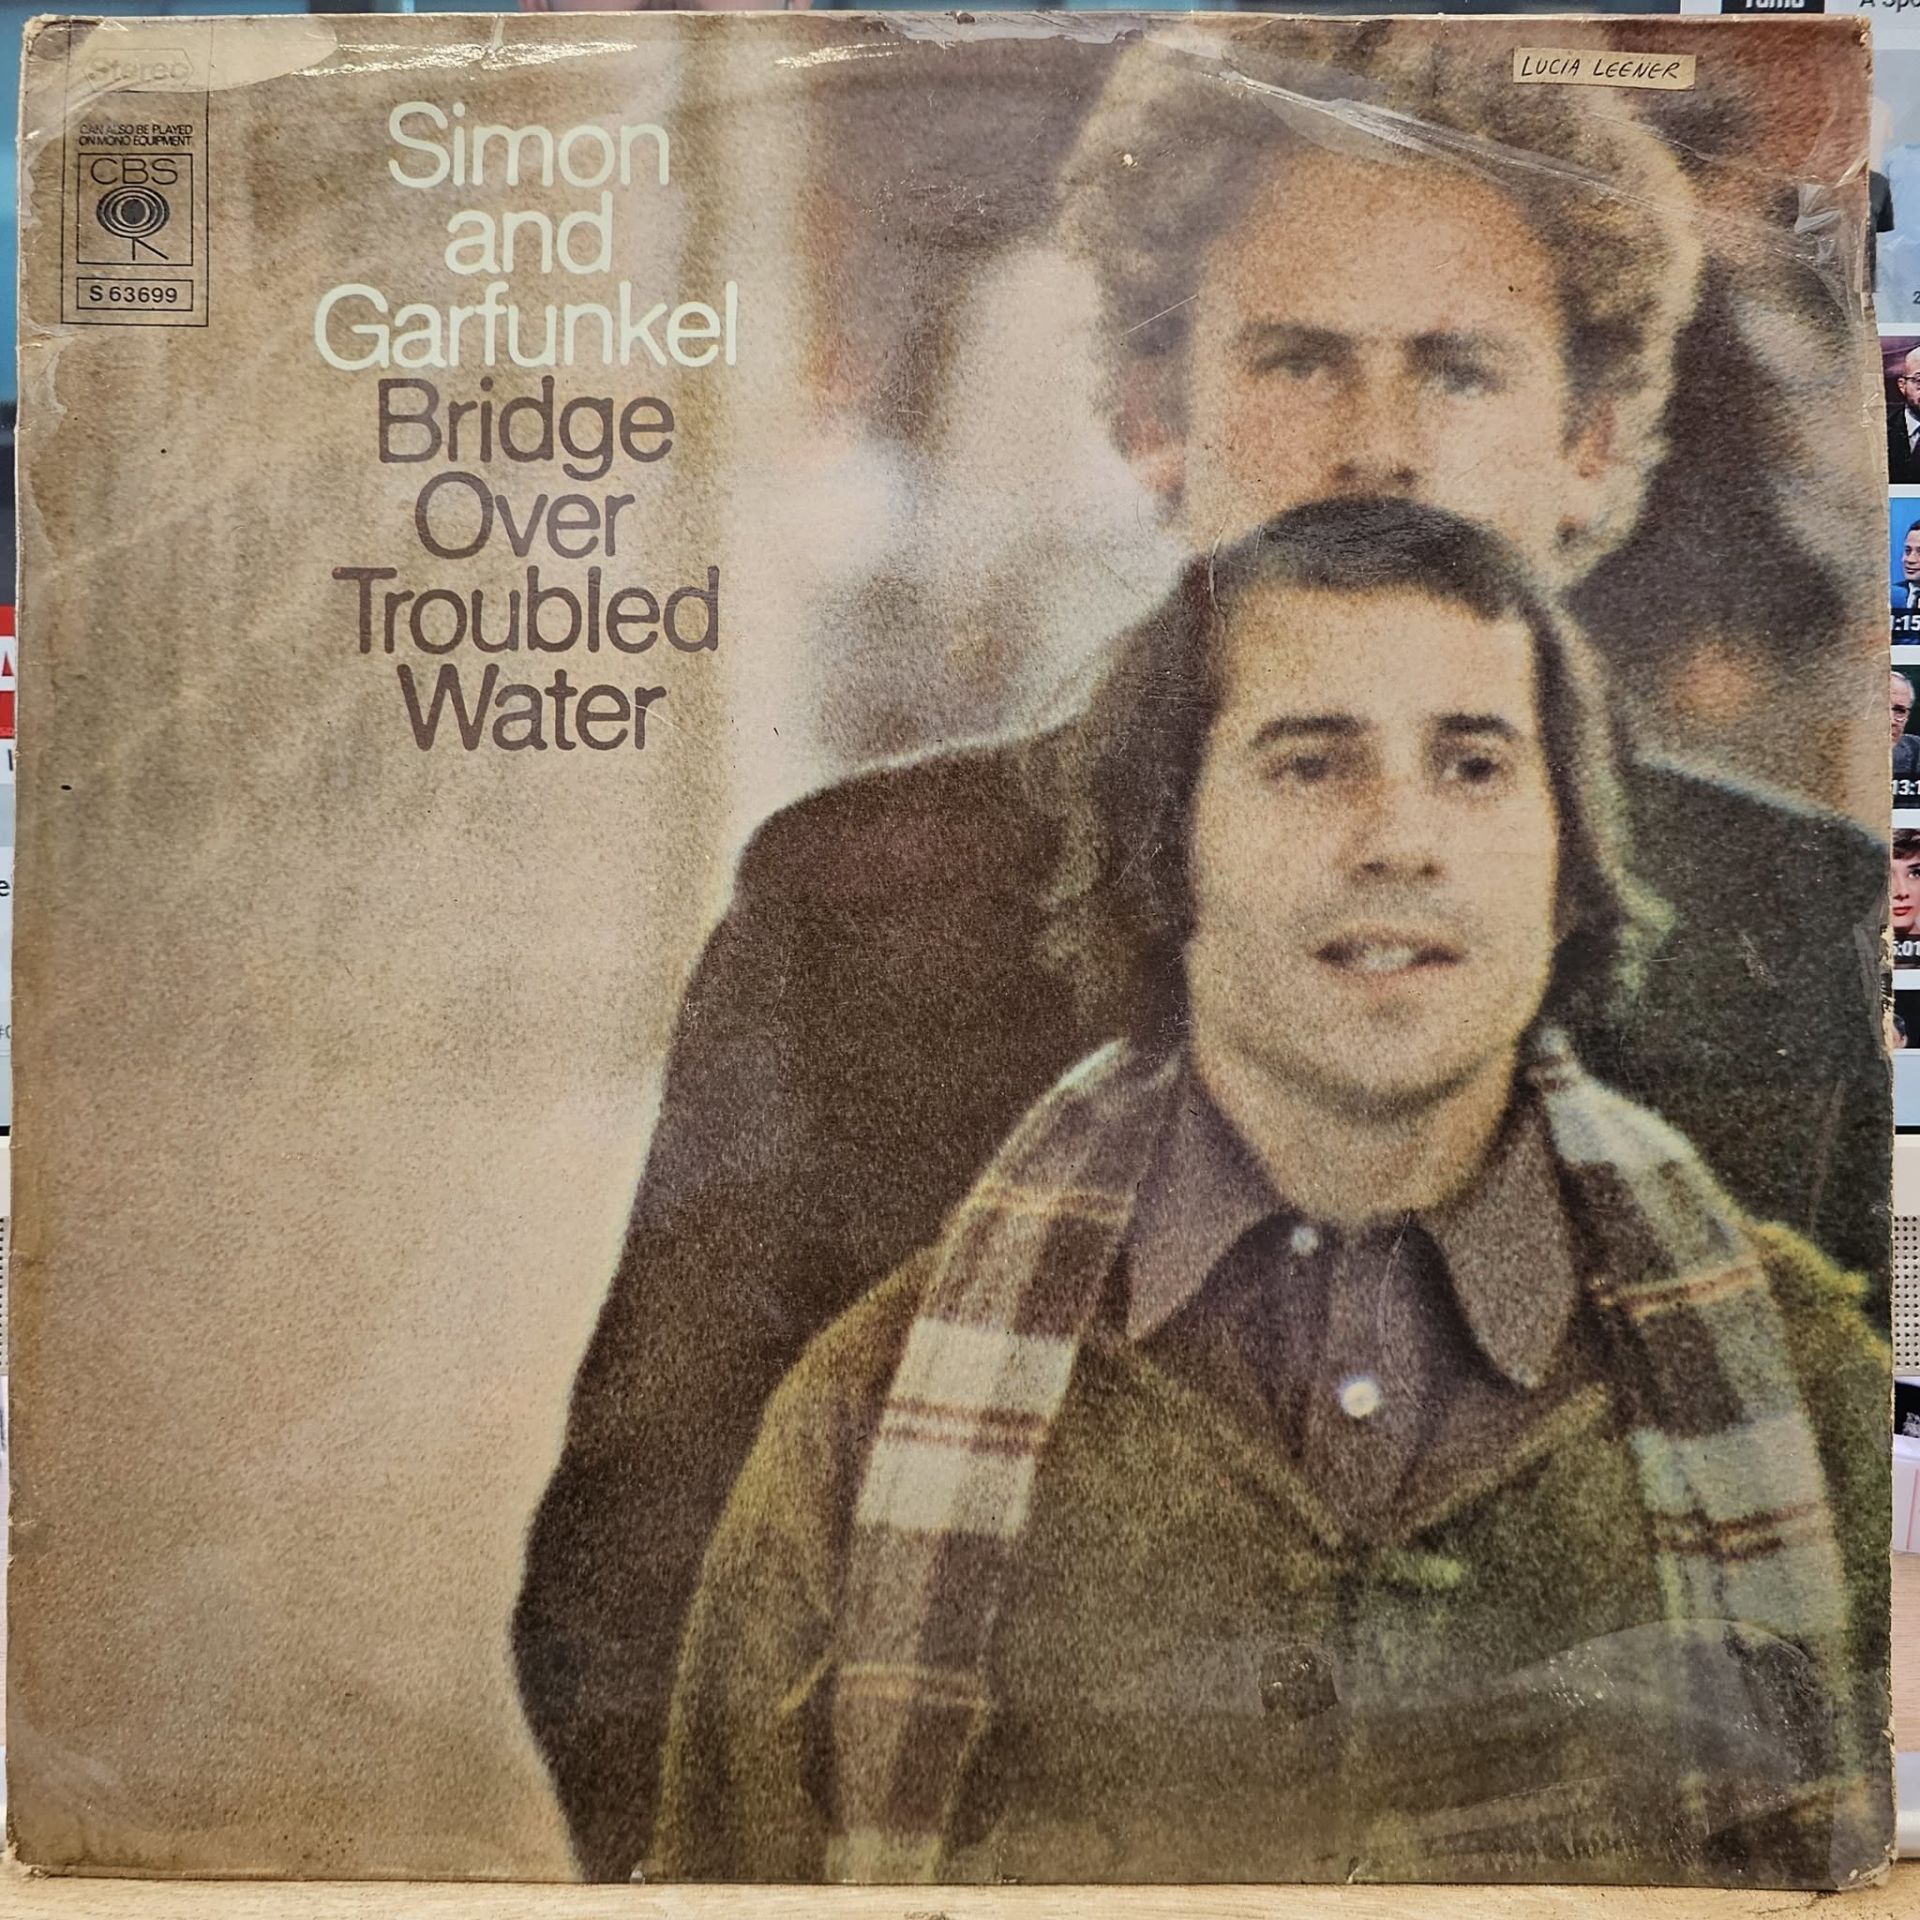 Stereo
CAN ALSO BE PLAYED
ON MONO EQUIPMENT
CBS
S 63699
Simon
and
Garfunkel
Bridge
Over
Troubled
Water
LUCIA LEENER